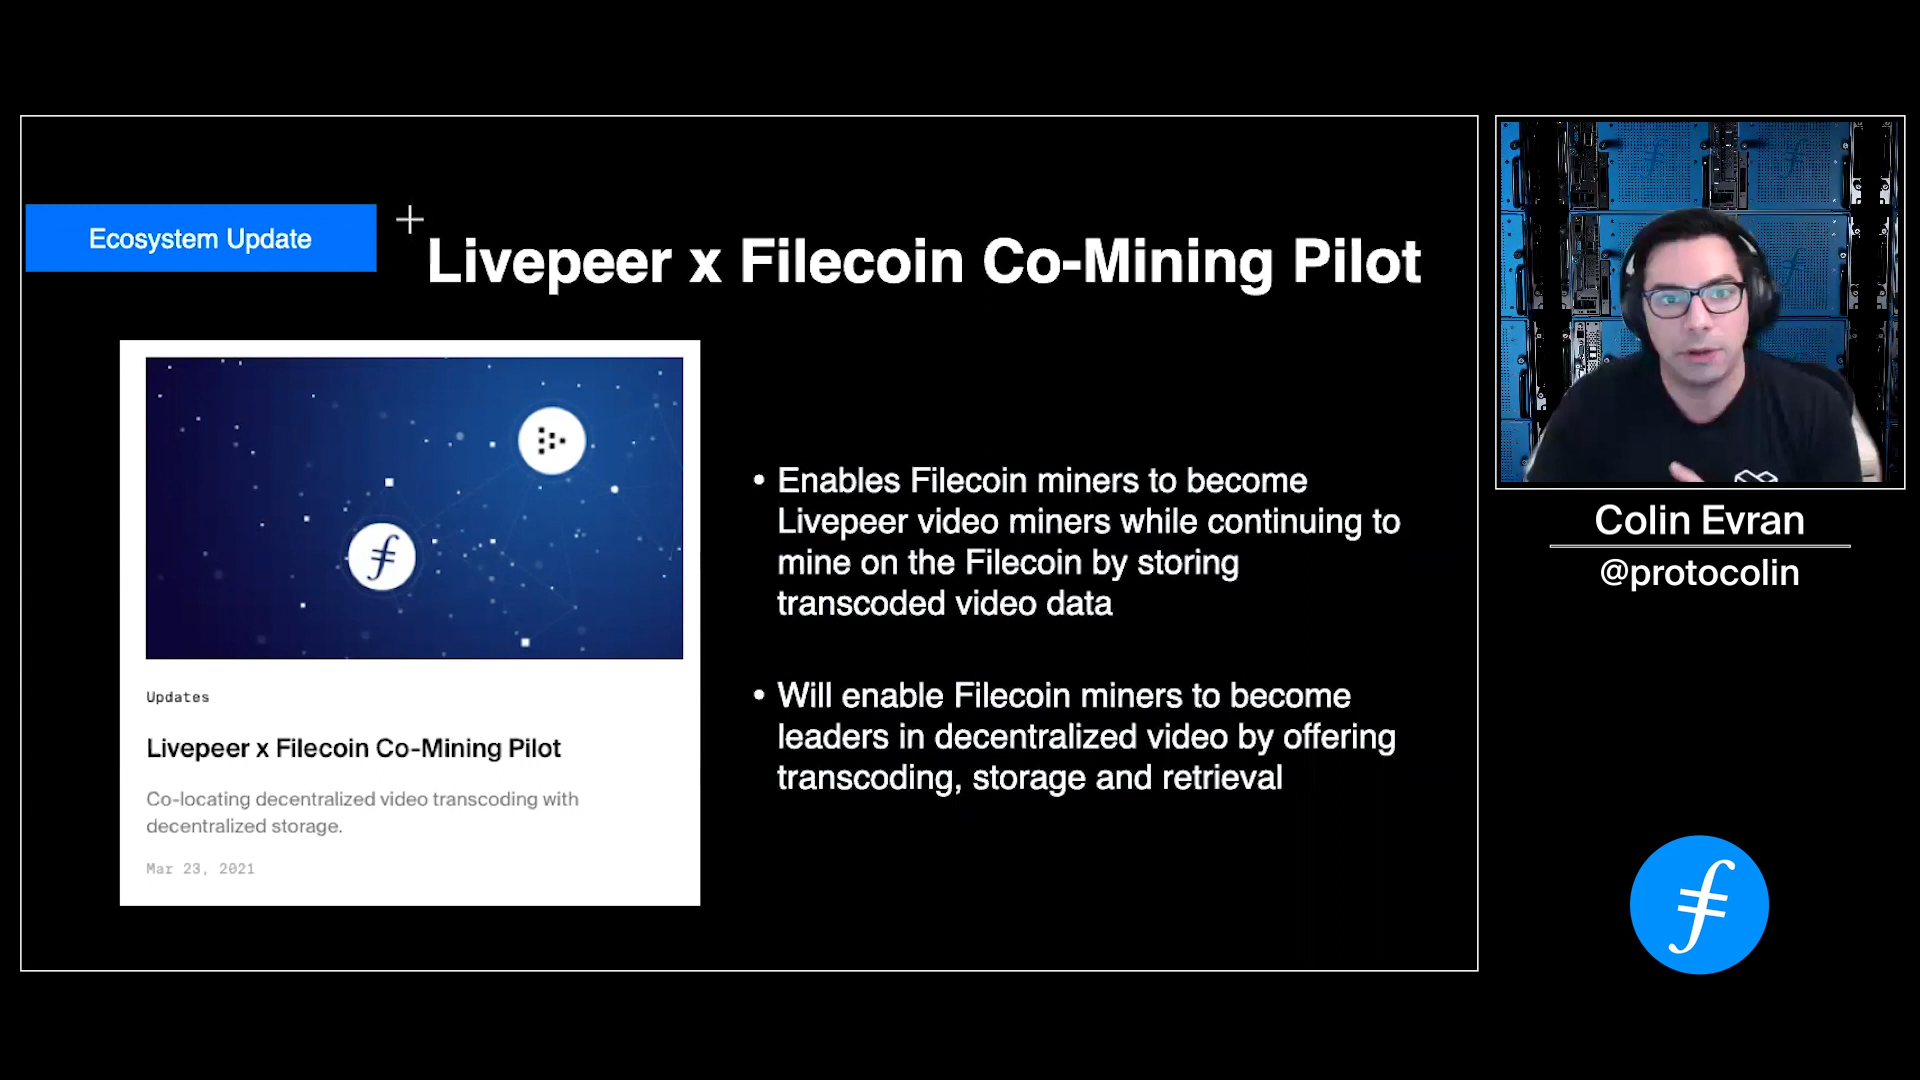 Ecosystem Update
Livepeer x Filecoin Co-Mining Pilot
Updates
Livepeer x Filecoin Co-Mining Pilot
Co-locating decentralized video transcoding with
decentralized storage.
Mar 23, 2021
• Enables Filecoin miners to become
Livepeer video miners while continuing to
mine on the Filecoin by storing
transcoded video data
• Will enable Filecoin miners to become
leaders in decentralized video by offering
transcoding, storage and retrieval
Colin Evran
@protocolin